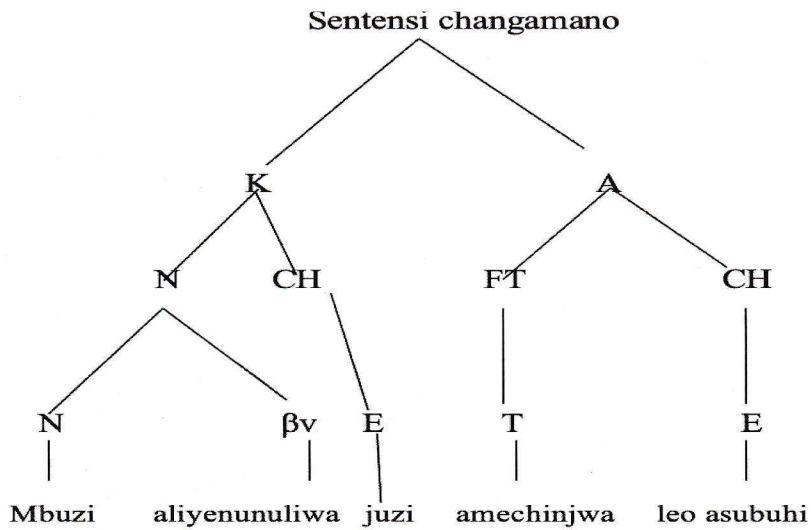 Sentensi changamano
K A
N CH FT CH
N βv E T E
Mbuzi aliyenunuliwa juzi amechinjwa leo asubuhi